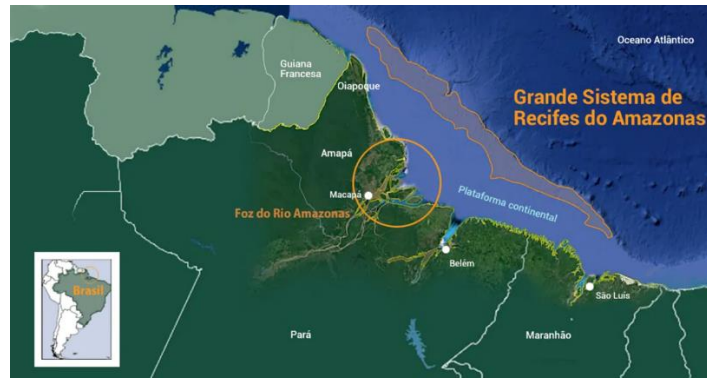 Oceano Atlântico
Guiana
Francesa
Oiapoque
Grande Sistema de
Recifes do Amazonas
Amapá
Macapá
Plataforma continental
Foz do Rio Amazonas
Belém
Brasil
São Luís
Pará
Maranhão